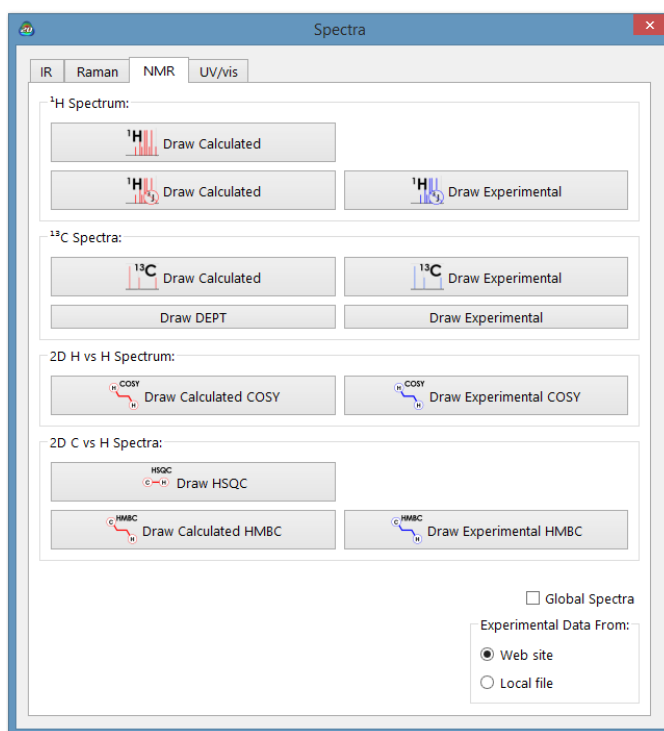 Spectra
IR Raman NMR UV/vis
¹H Spectrum:
¹H Draw Calculated
¹H J Draw Calculated ¹H J Draw Experimental
¹³C Spectra:
¹³C Draw Calculated ¹³C Draw Experimental
Draw DEPT Draw Experimental
2D H vs H Spectrum:
COSY H H Draw Calculated COSY COSY H H Draw Experimental COSY
2D C vs H Spectra:
HSQC C H Draw HSQC
HMBC C H Draw Calculated HMBC HMBC C H Draw Experimental HMBC
Global Spectra
Experimental Data From:
Web site
Local file